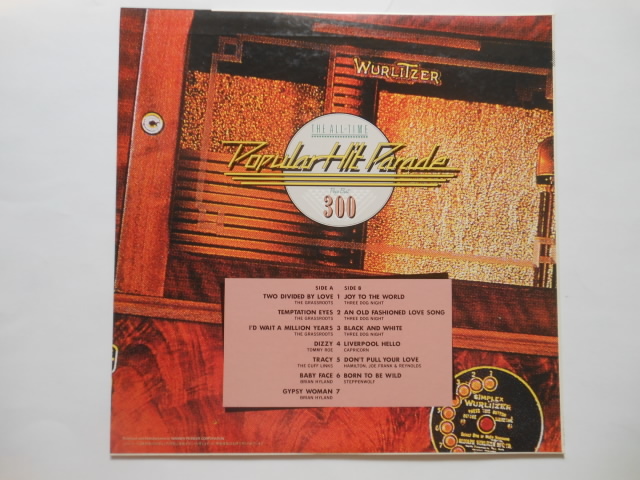 WURLITZER
THE ALL-TIME
Popular Hit Parade
300
SIDE A SIDE B
TWO DIVIDED BY LOVE 1 JOY TO THE WORLD
THE GRASSROOTS THREE DOG NIGHT
TEMPTATION EYES 2 AN OLD FASHIONED LOVE SONG
THE GRASSROOTS THREE DOG NIGHT
I'D WAIT A MILLION YEARS 3 BLACK AND WHITE
THE GRASSROOTS THREE DOG NIGHT
DIZZY 4 LIVERPOOL HELLO
TOMMY ROE CAPRICORN
TRACY 5 DON'T PULL YOUR LOVE
THE CUFF LINKS HAMILTON, JOE FRANK & REYNOLDS
BABY FACE 6 BORN TO BE WILD
BRIAN HYLAND STEPPENWOLF
GYPSY WOMAN 7
BRIAN HYLAND
SIMPLEX
WURLITZER